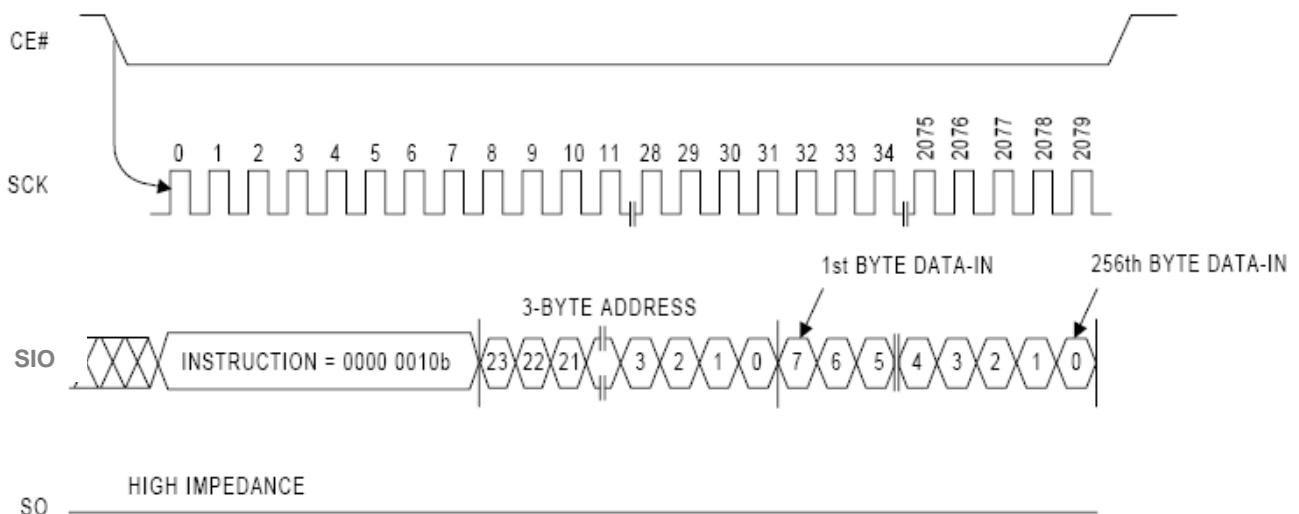 CE#
2075 2076 2077 2078 2079
0 1 2 3 4 5 6 7 8 9 10 11 28 29 30 31 32 33 34
SCK
1st BYTE DATA-IN 256th BYTE DATA-IN
3-BYTE ADDRESS
SIO INSTRUCTION = 0000 0010b 23 22 21 3 2 1 0 7 6 5 4 3 2 1 0
HIGH IMPEDANCE
SO